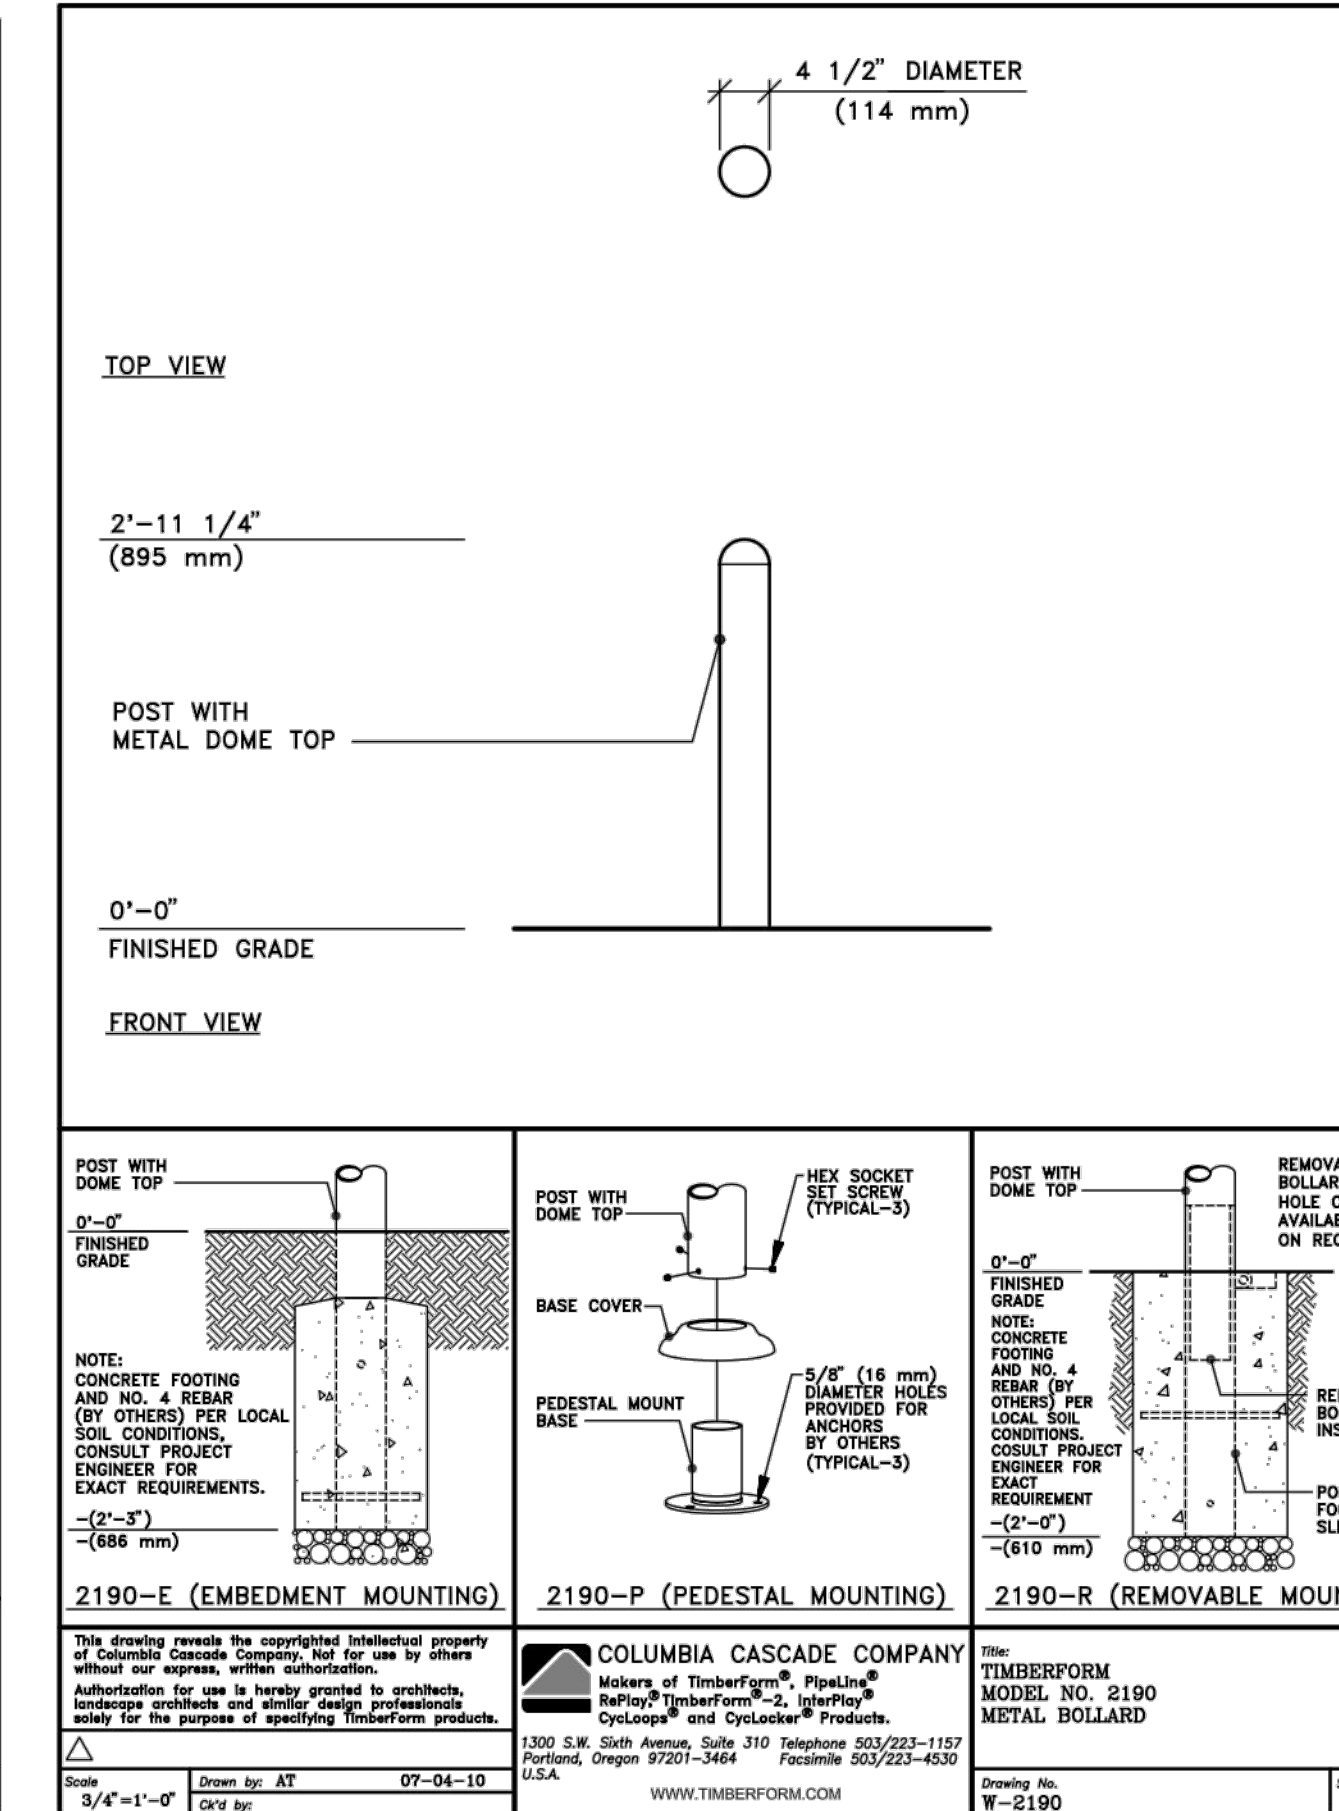 4 1/2" DIAMETER
(114 mm)
TOP VIEW
2'-11 1/4"
(895 mm)
POST WITH
METAL DOME TOP
0'-0"
FINISHED GRADE
FRONT VIEW
POST WITH
DOME TOP
0'-0"
FINISHED
GRADE
NOTE:
CONCRETE FOOTING
AND NO. 4 REBAR
(BY OTHERS) PER LOCAL
SOIL CONDITIONS,
CONSULT PROJECT
ENGINEER FOR
EXACT REQUIREMENTS.
-(2'-3")
-(686 mm)
2190-E (EMBEDMENT MOUNTING)
POST WITH
DOME TOP
HEX SOCKET
SET SCREW
(TYPICAL-3)
BASE COVER
PEDESTAL MOUNT
BASE
5/8" (16 mm)
DIAMETER HOLES
PROVIDED FOR
ANCHORS
BY OTHERS
(TYPICAL-3)
2190-P (PEDESTAL MOUNTING)
POST WITH
DOME TOP
0'-0"
FINISHED
GRADE
NOTE:
CONCRETE
FOOTING
AND NO. 4
REBAR (BY
OTHERS) PER
LOCAL SOIL
CONDITIONS.
COSULT PROJECT
ENGINEER FOR
EXACT
REQUIREMENT
-(2'-0")
-(610 mm)
HOLE
ON
2190-R (REMOVABLE
This drawing reveals the copyrighted intellectual property
of Columbia Cascade Company. Not for use by others
without our express, written authorization.
Authorization for use is hereby granted to architects,
landscape architects and similar design professionals
solely for the purpose of specifying TimberForm products.
Scale
3/4"=1'-0"
Drawn by: AT 07-04-10
Ck'd by:
COLUMBIA CASCADE COMPANY
Makers of TimberForm®, PipeLine®
RePlay,® TimberForm®-2, InterPlay®
CycLoops® and CycLocker® Products.
1300 S.W. Sixth Avenue, Suite 310 Telephone 503/223-1157
Portland, Oregon 97201-3464 Facsimile 503/223-4530
U.S.A.
WWW.TIMBERFORM.COM
Title:
TIMBERFORM
MODEL NO. 2190
METAL BOLLARD
Drawing No.
W-2190